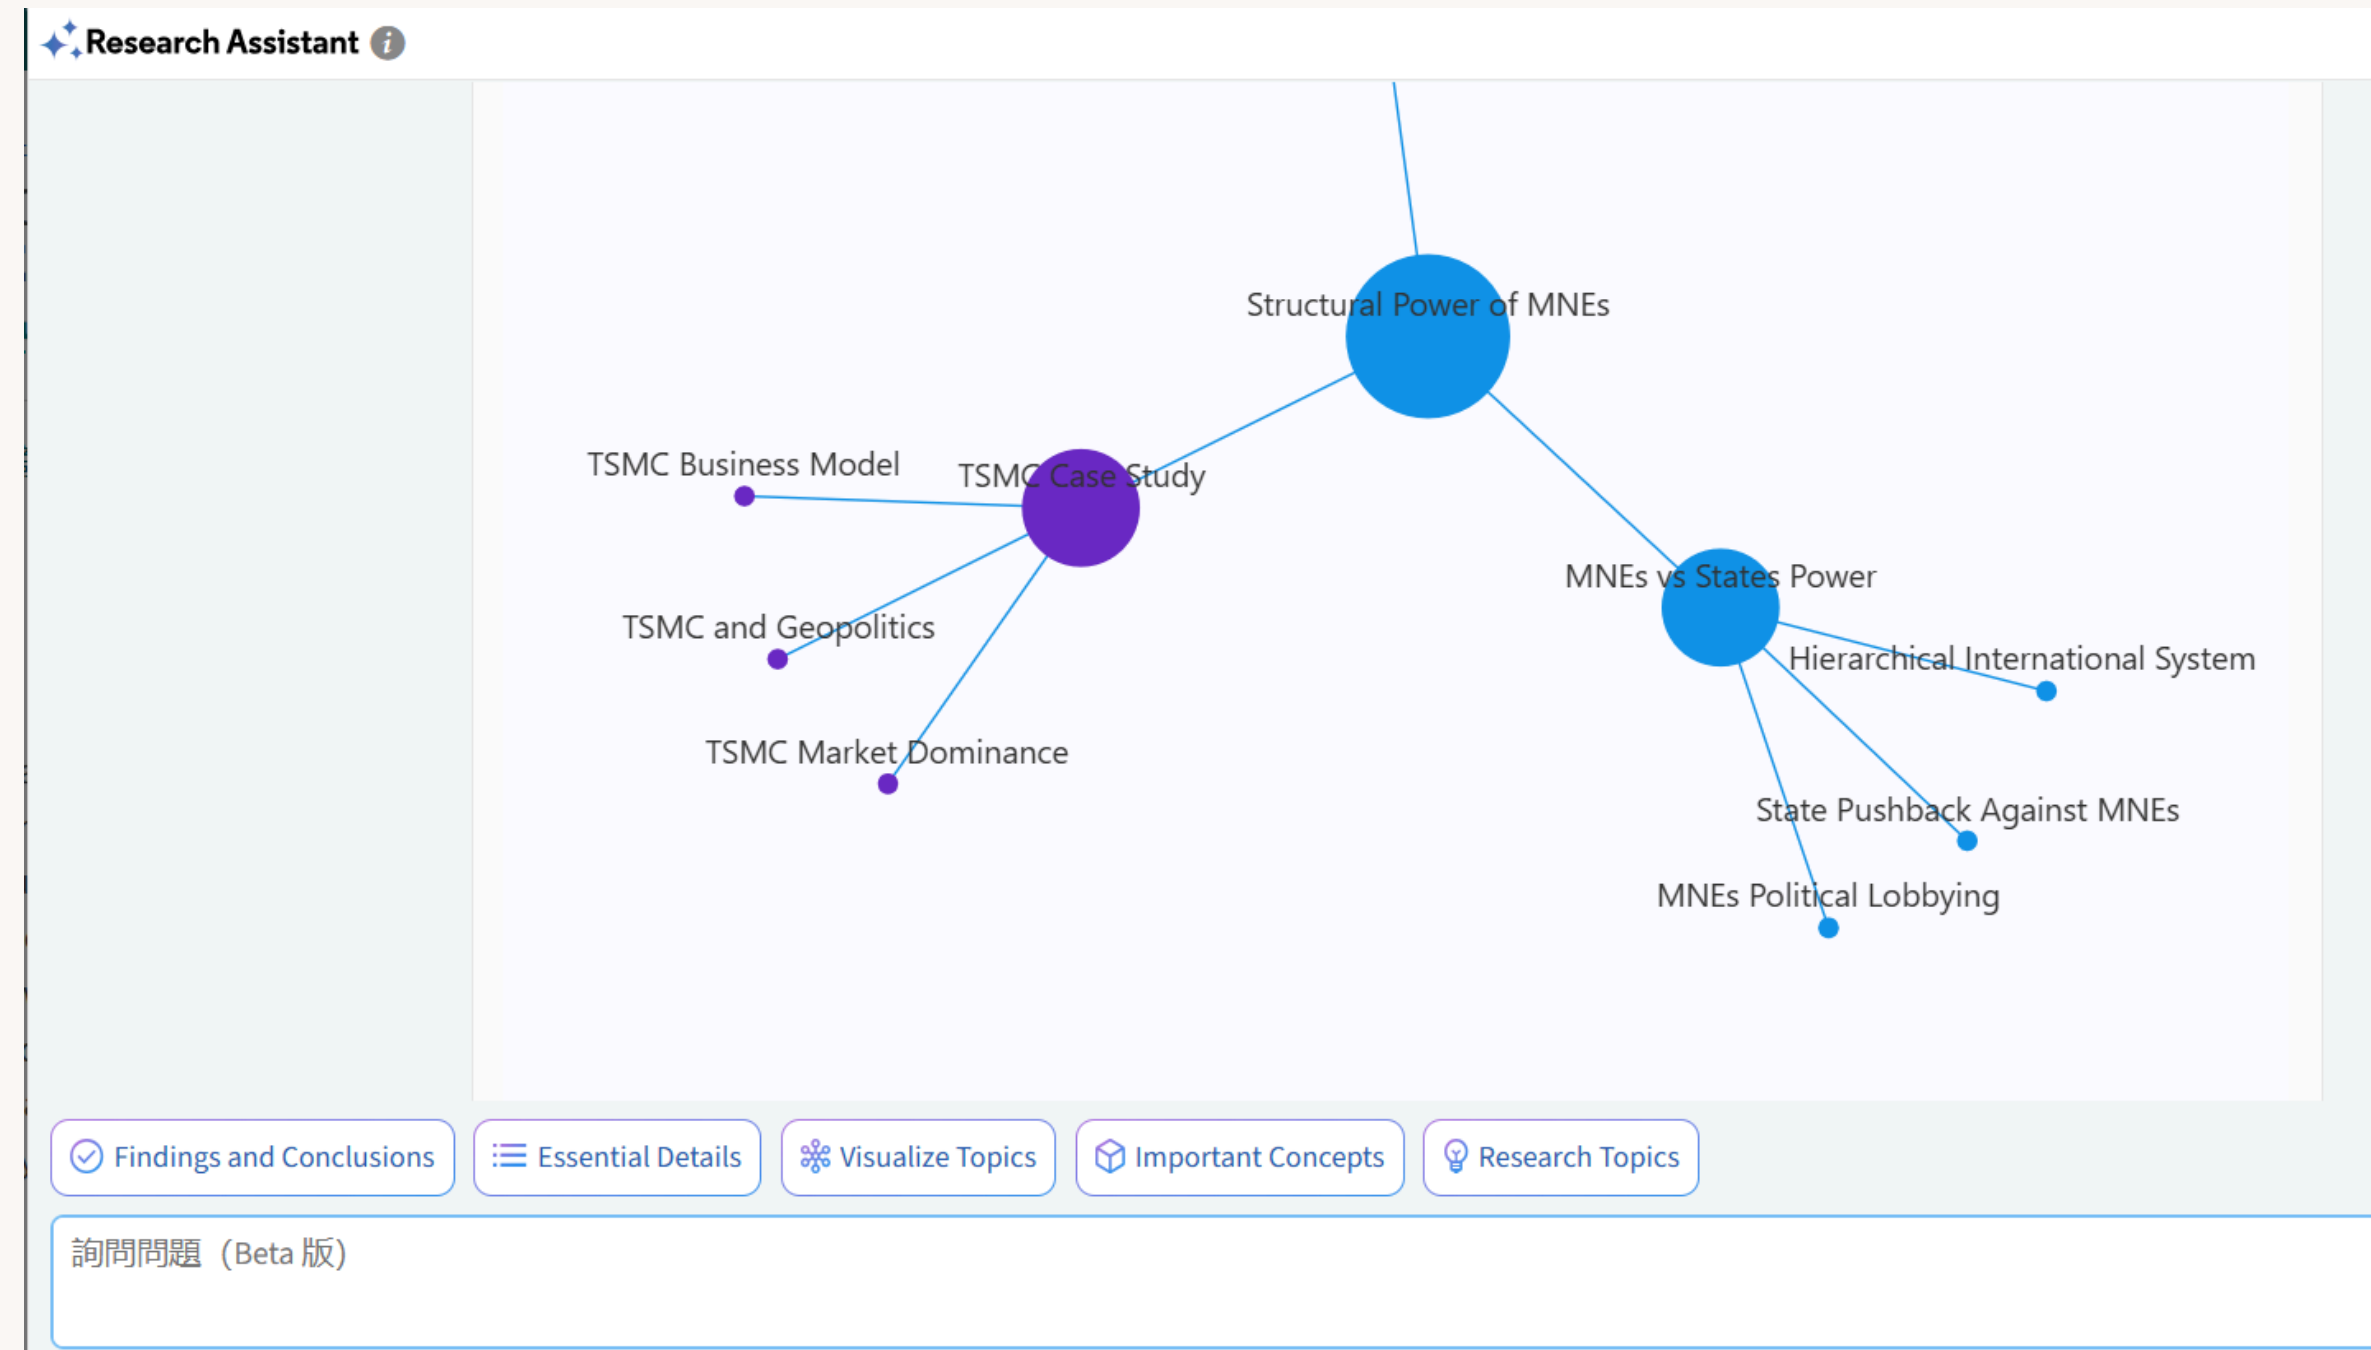 Research Assistant
Structural Power of MNEs
TSMC Business Model
TSMC Case Study
MNEs vs States Power
TSMC and Geopolitics
Hierarchical International System
TSMC Market Dominance
State Pushback Against MNEs
MNEs Political Lobbying
Findings and Conclusions
Essential Details
Visualize Topics
Important Concepts
Research Topics
詢問問題（Beta 版）